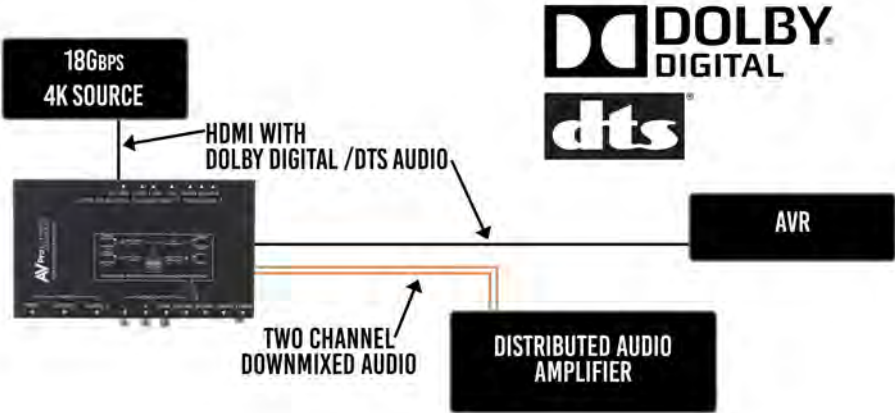 18GBPS
4K SOURCE
DOLBY®
DIGITAL
dts®
HDMI WITH
DOLBY DIGITAL /DTS AUDIO
AVPro
AVR
TWO CHANNEL
DOWNMIXED AUDIO
DISTRIBUTED AUDIO
AMPLIFIER